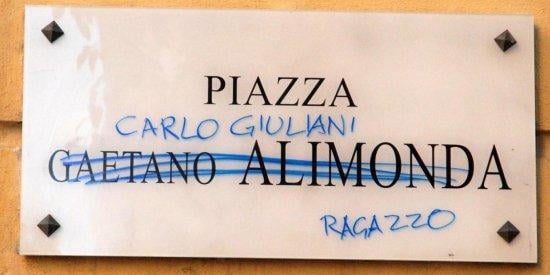 PIAZZA
CARLO GIULIANI
GAETANO ALIMONDA
RAGAZZO